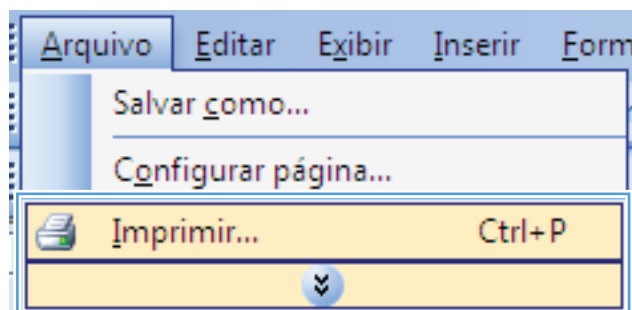 Arquivo Editar Exibir Inserir Form
Salvar como...
Configurar página...
Imprimir... Ctrl+P